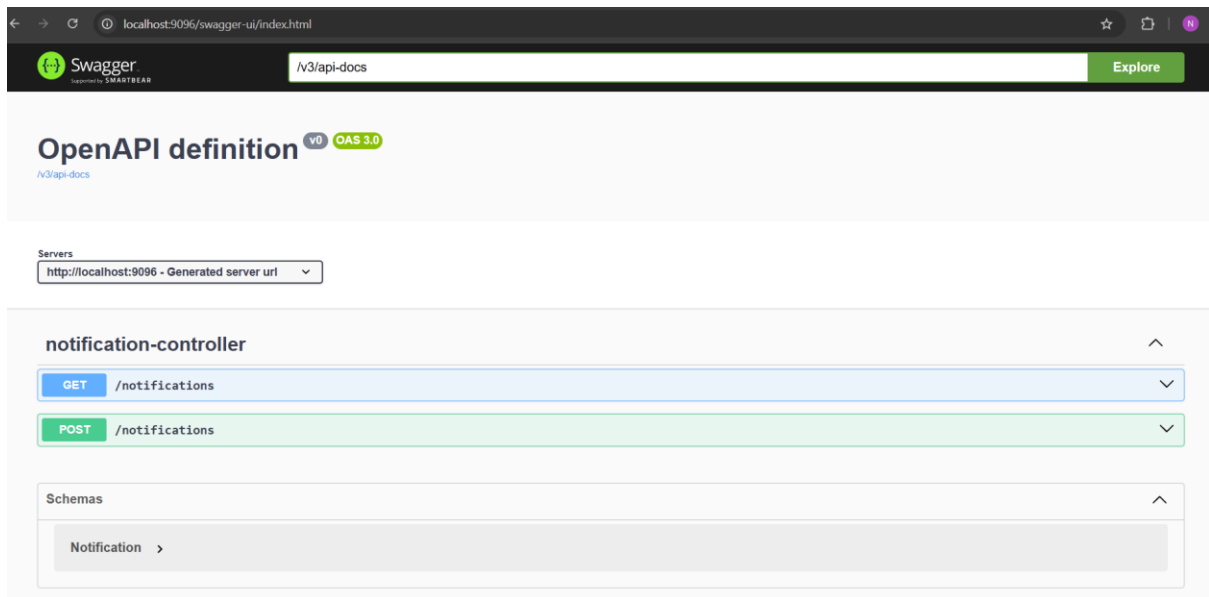 localhost:9096/swagger-ui/index.html
N
{...} Swagger.
Supported by SMARTBEAR
/v3/api-docs
Explore
OpenAPI definition v0 OAS 3.0
/v3/api-docs
Servers
http://localhost:9096 - Generated server url
notification-controller
GET /notifications
POST /notifications
Schemas
Notification